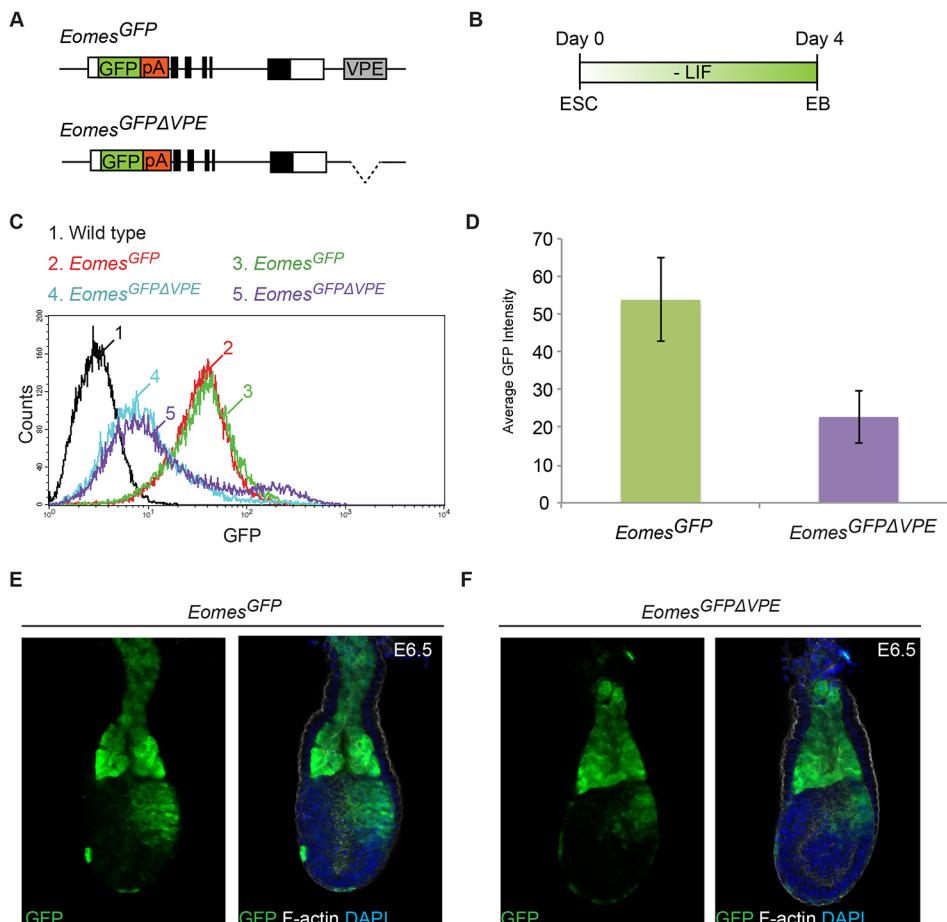 A
Eomes^GFP
GFP pA VPE
Eomes^GFPΔVPE
GFP pA
B
Day 0 Day 4
- LIF
ESC EB
C
1. Wild type
2. Eomes^GFP 3. Eomes^GFP
4. Eomes^GFPΔVPE 5. Eomes^GFPΔVPE
200
160
120
80
40
0
Counts
1
2
3
4
5
10^0 10^1 10^2 10^3 10^4
GFP
D
70
60
50
40
30
20
10
0
Average GFP Intensity
Eomes^GFP Eomes^GFPΔVPE
E
Eomes^GFP
E6.5
GFP
GFP F-actin DAPI
F
Eomes^GFPΔVPE
E6.5
GFP
GFP F-actin DAPI